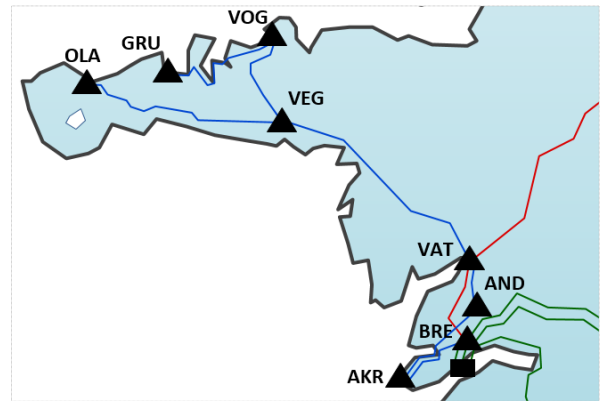 VOG
GRU
OLA
VEG
VAT
AND
BRE
AKR